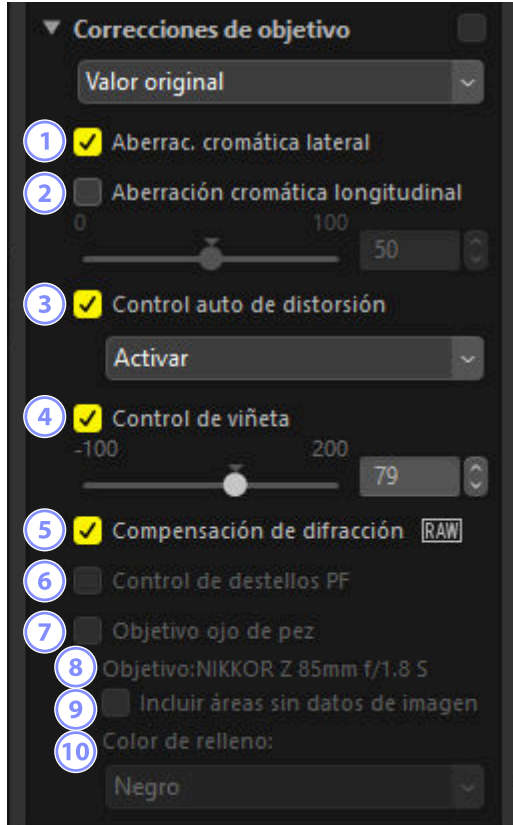 Correcciones de objetivo
Valor original
1 Aberrac. cromática lateral
2 Aberración cromática longitudinal
0 100
50
3 Control auto de distorsión
Activar
4 Control de viñeta
-100 200
79
5 Compensación de difracción RAW
6 Control de destellos PF
7 Objetivo ojo de pez
8 Objetivo:NIKKOR Z 85mm f/1.8 S
9 Incluir áreas sin datos de imagen
10 Color de relleno:
Negro